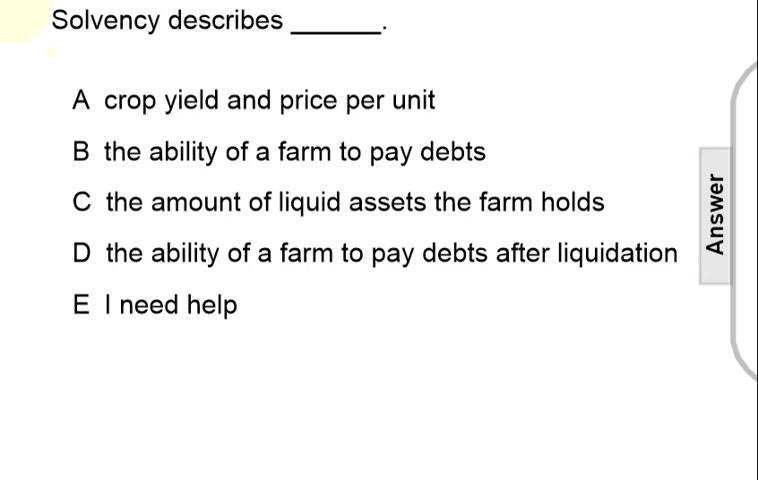 Solvency describes ______.
A crop yield and price per unit
B the ability of a farm to pay debts
C the amount of liquid assets the farm holds
D the ability of a farm to pay debts after liquidation
E I need help
Answer